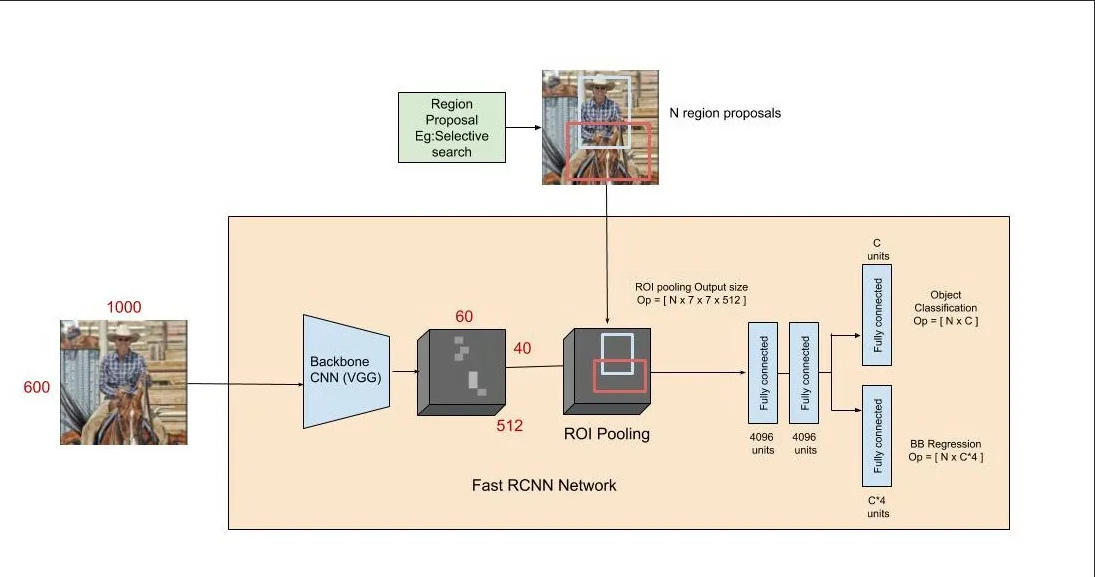 Region
Proposal
Eg:Selective
search
N region proposals
1000
600
Backbone
CNN (VGG)
60
40
512
ROI pooling Output size
Op = [ N x 7 x 7 x 512 ]
ROI Pooling
Fully connected
4096
units
Fully connected
4096
units
C
units
Fully connected
Object
Classification
Op = [ N x C ]
Fully connected
C*4
units
BB Regression
Op = [ N x C*4 ]
Fast RCNN Network